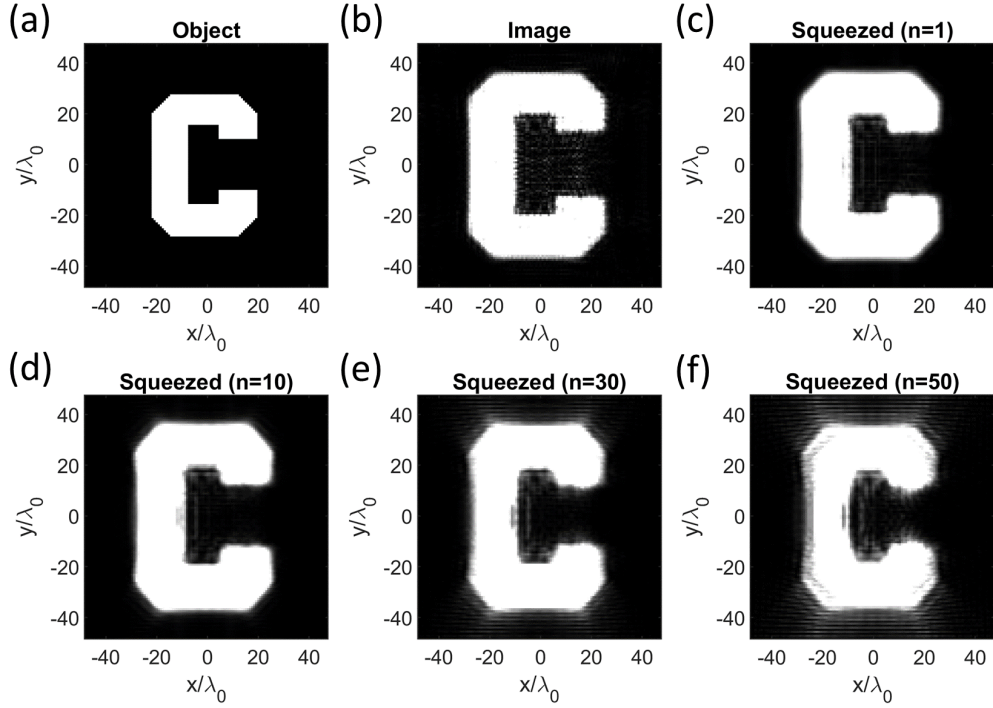 (a)
Object
40
20
0
-20
-40
y/λ0
-40 -20 0 20 40
x/λ0
(b)
Image
40
20
0
-20
-40
y/λ0
-40 -20 0 20 40
x/λ0
(c)
Squeezed (n=1)
40
20
0
-20
-40
y/λ0
-40 -20 0 20 40
x/λ0
(d)
Squeezed (n=10)
40
20
0
-20
-40
y/λ0
-40 -20 0 20 40
x/λ0
(e)
Squeezed (n=30)
40
20
0
-20
-40
y/λ0
-40 -20 0 20 40
x/λ0
(f)
Squeezed (n=50)
40
20
0
-20
-40
y/λ0
-40 -20 0 20 40
x/λ0